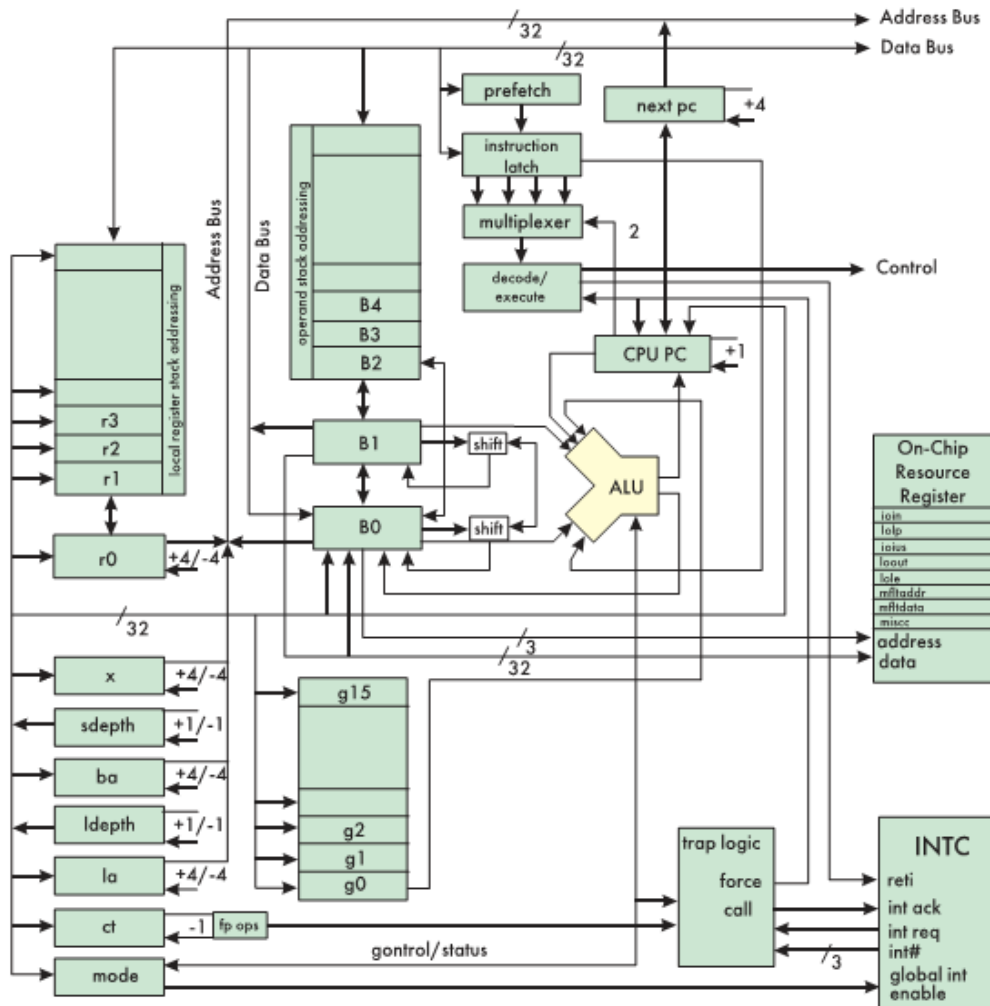 Address Bus
/32
Data Bus
/32
prefetch
next pc
+4
instruction
latch
multiplexer
2
decode/
execute
Control
operand stack addressing
Address Bus
Data Bus
local register stack addressing
B4
B3
B2
CPU PC
+1
r3
r2
r1
B1
shift
ALU
B0
shift
r0
+4/-4
On-Chip
Resource
Register
ioin
lolp
ioius
loout
lole
mfltaddr
mftdata
miscc
address
data
/32
/3
/32
x
+4/-4
sdepth
+1/-1
ba
+4/-4
ldepth
+1/-1
la
+4/-4
ct
-1
fp ops
mode
g15
g2
g1
g0
gontrol/status
trap logic
force
call
/3
INTC
reti
int ack
int req
int#
global int
enable